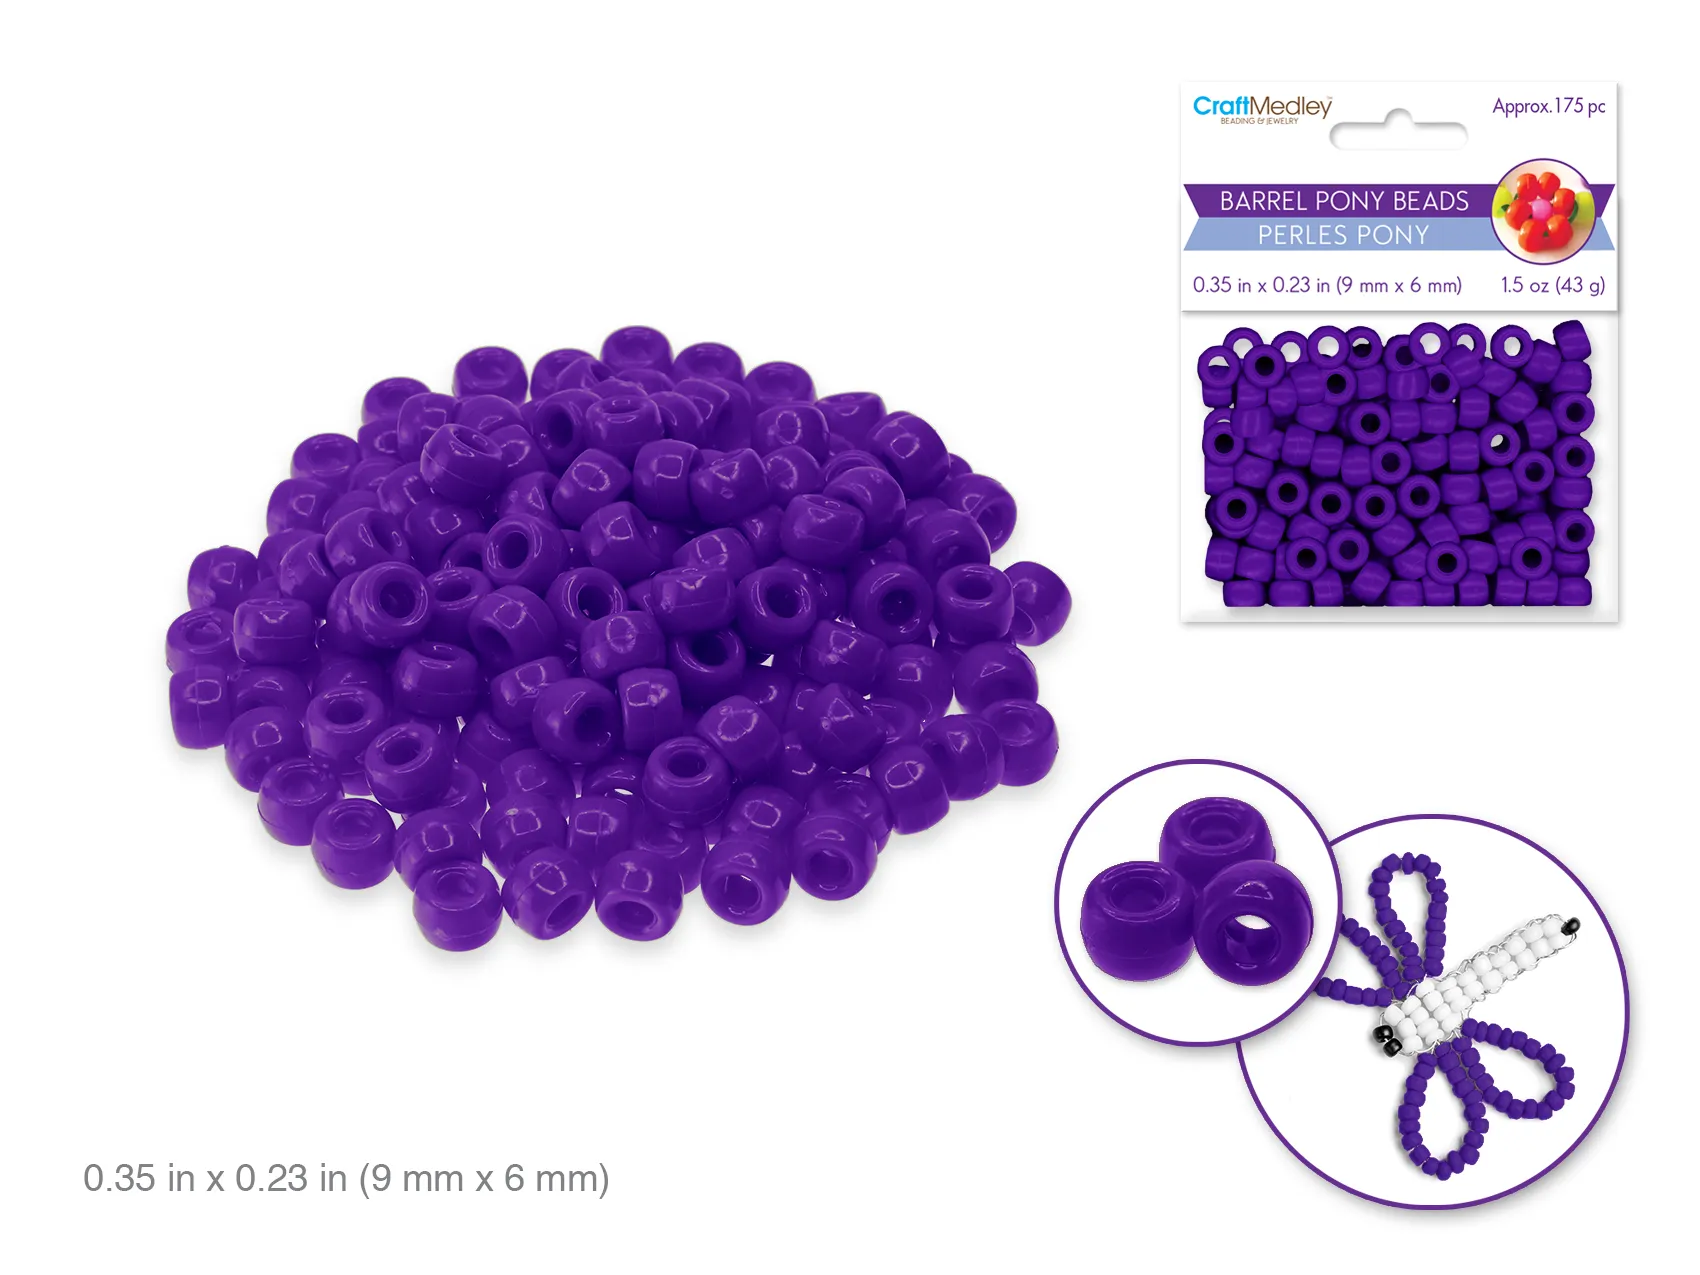 CraftMedley™
BEADING & JEWELRY
Approx.175 pc
BARREL PONY BEADS
PERLES PONY
0.35 in x 0.23 in (9 mm x 6 mm)
1.5 oz (43 g)
0.35 in x 0.23 in (9 mm x 6 mm)